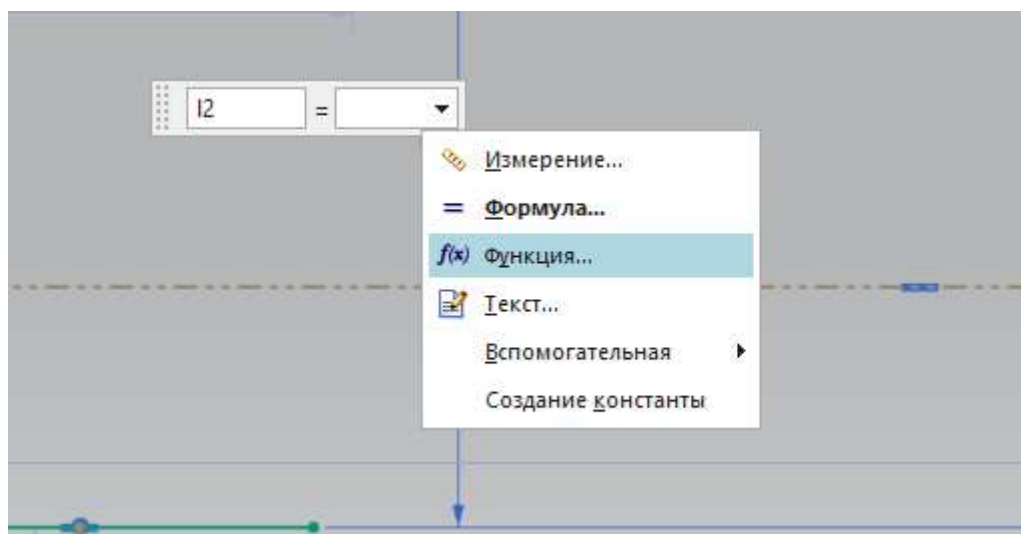 l2 =
Измерение...
= Формула...
f(x) Функция...
Текст...
Вспомогательная
Создание константы